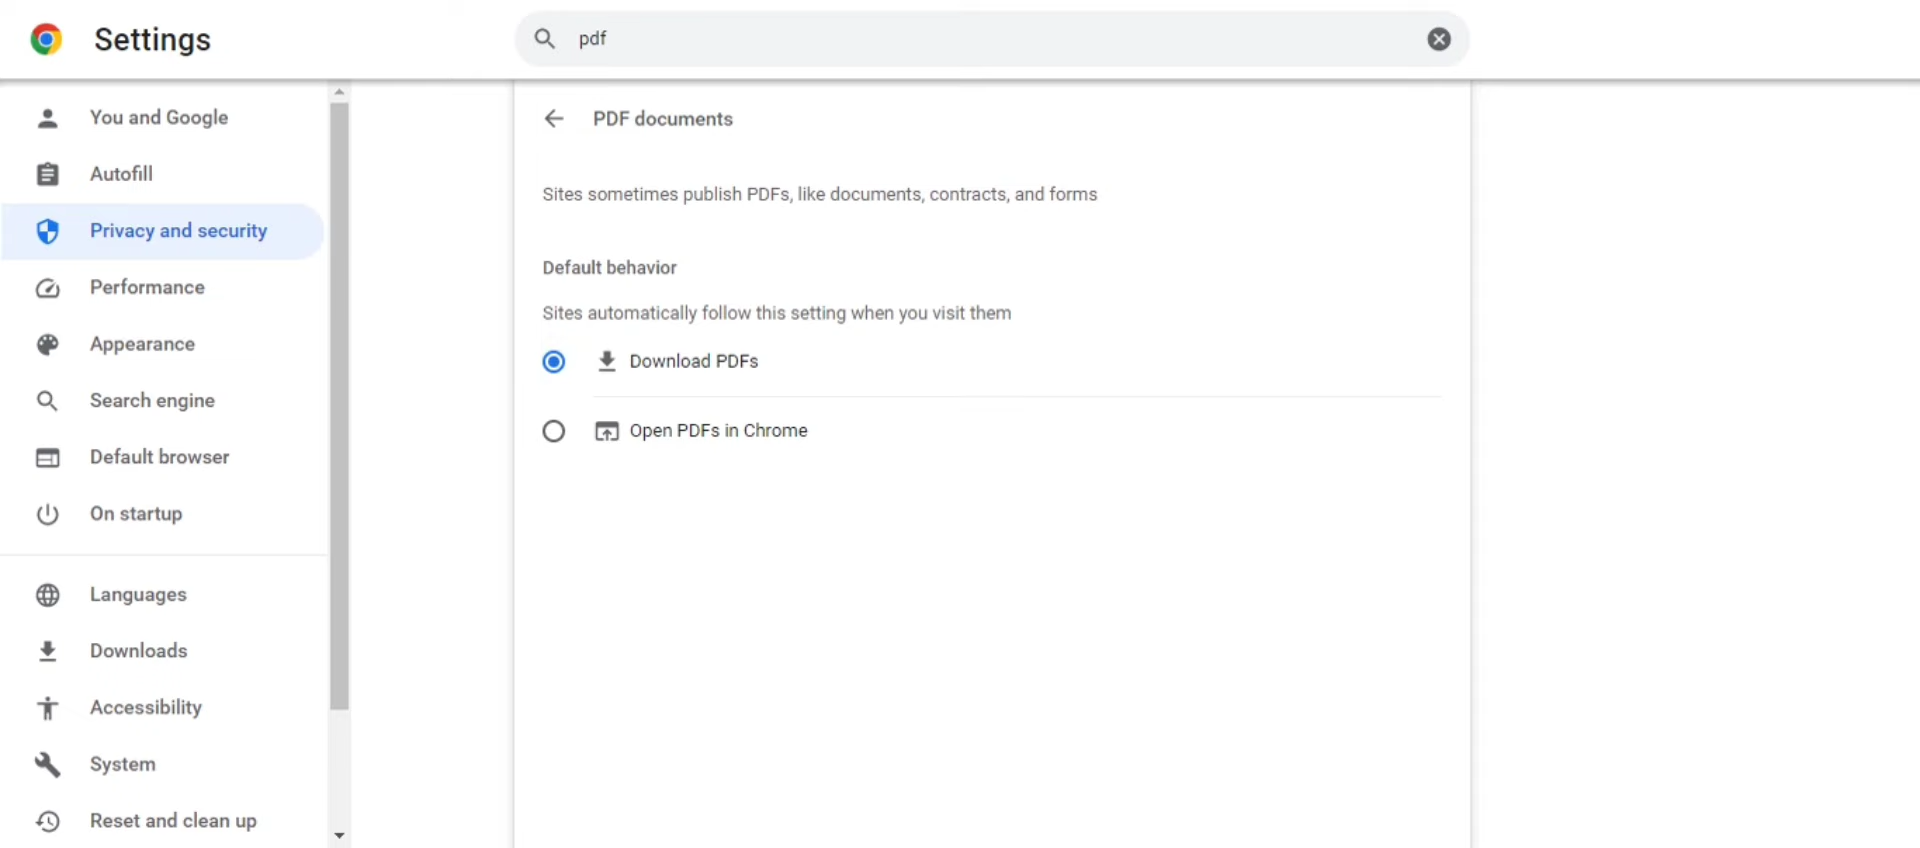 Settings
pdf
You and Google
Autofill
Privacy and security
Performance
Appearance
Search engine
Default browser
On startup
Languages
Downloads
Accessibility
System
Reset and clean up
PDF documents
Sites sometimes publish PDFs, like documents, contracts, and forms
Default behavior
Sites automatically follow this setting when you visit them
Download PDFs
Open PDFs in Chrome